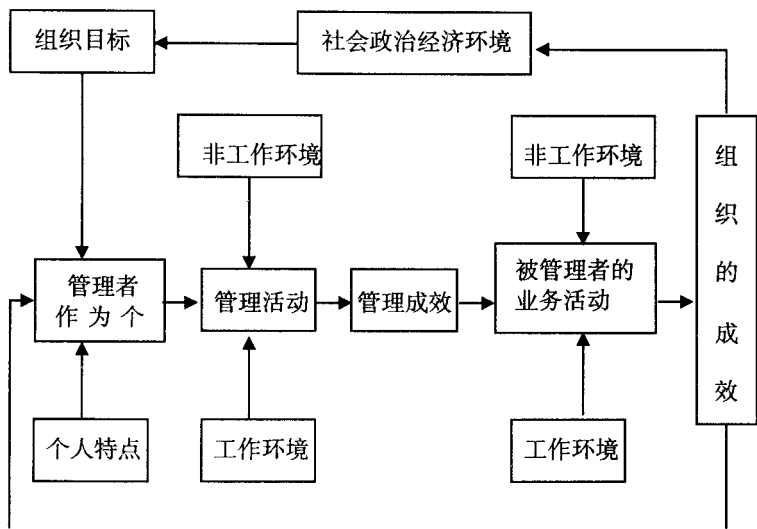 组织目标
社会政治经济环境
非工作环境
非工作环境
组
织
的
成
效
管理者
作为个
管理活动
管理成效
被管理者的
业务活动
个人特点
工作环境
工作环境